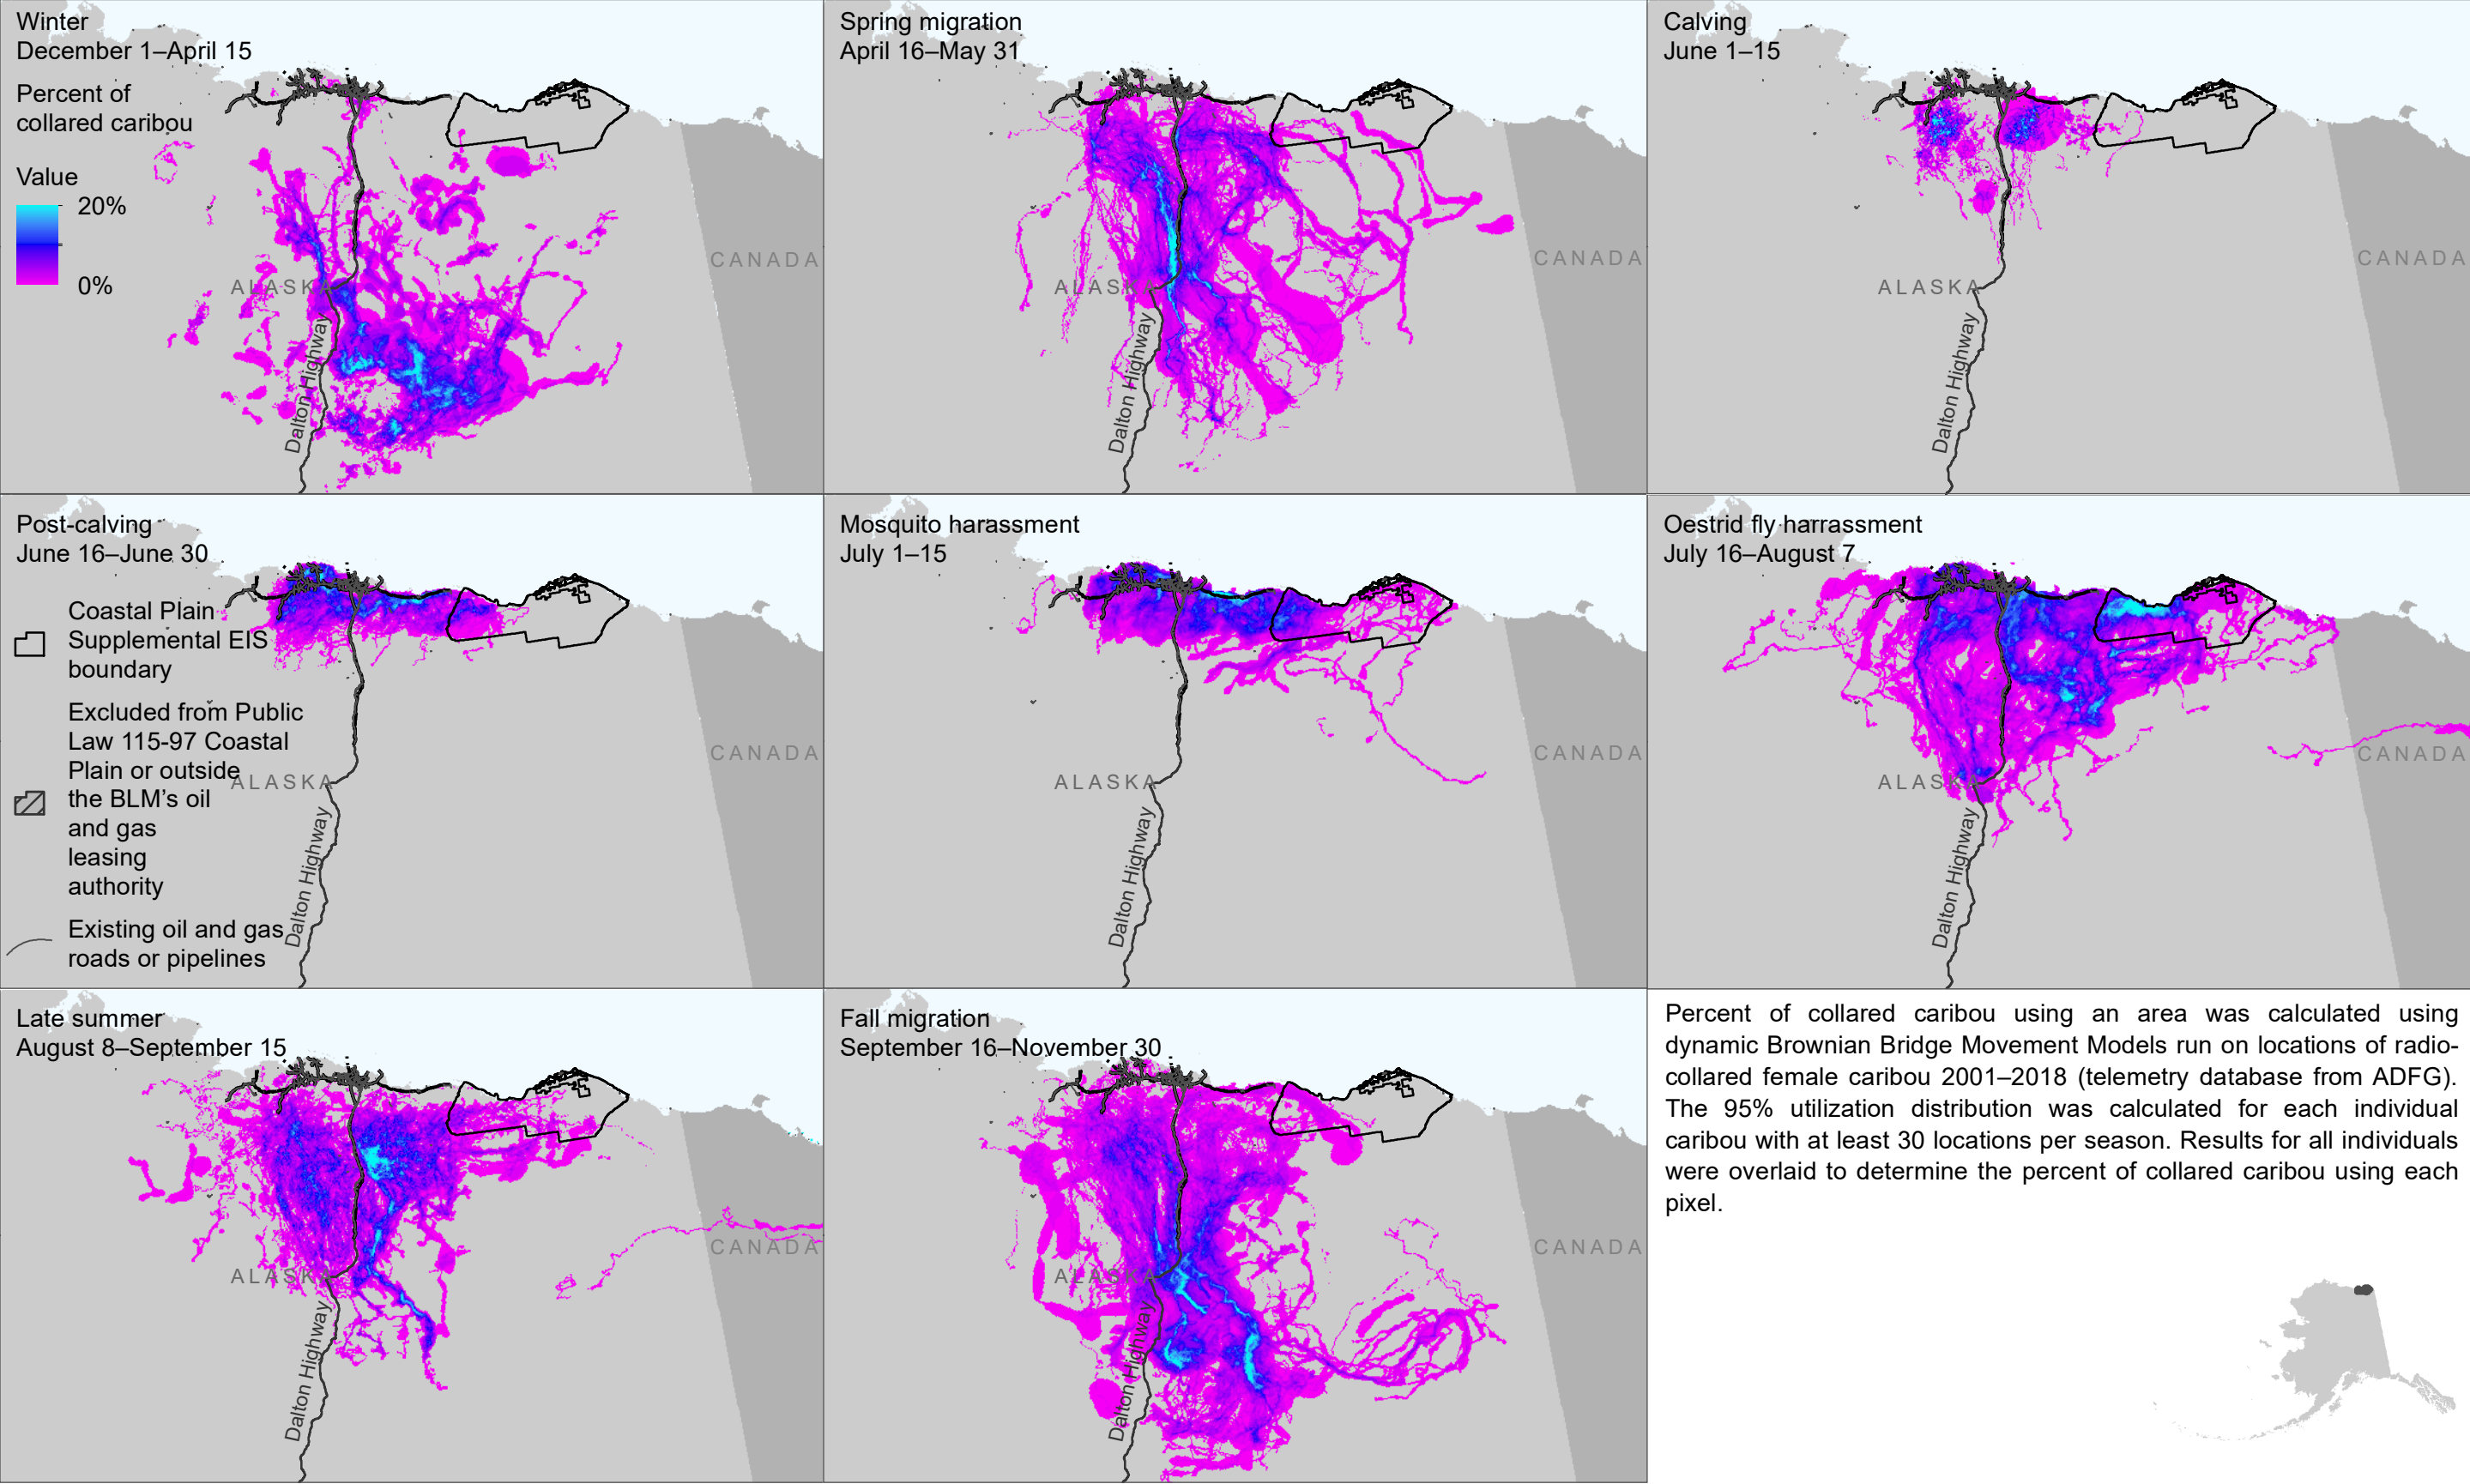 Winter
December 1–April 15
Percent of
collared caribou
Value
20%
0%
ALASKA
CANADA
Dalton Highway
Spring migration
April 16–May 31
ALASKA
CANADA
Dalton Highway
Calving
June 1–15
ALASKA
CANADA
Dalton Highway
Post-calving
June 16–June 30
Coastal Plain
Supplemental EIS
boundary
Excluded from Public
Law 115-97 Coastal
Plain or outside
the BLM’s oil
and gas
leasing
authority
Existing oil and gas
roads or pipelines
ALASKA
CANADA
Dalton Highway
Mosquito harassment
July 1–15
ALASKA
CANADA
Dalton Highway
Oestrid fly harrassment
July 16–August 7
ALASKA
CANADA
Dalton Highway
Late summer
August 8–September 15
ALASKA
CANADA
Dalton Highway
Fall migration
September 16–November 30
ALASKA
CANADA
Dalton Highway
Percent of collared caribou using an area was calculated using
dynamic Brownian Bridge Movement Models run on locations of radio-
collared female caribou 2001–2018 (telemetry database from ADFG).
The 95% utilization distribution was calculated for each individual
caribou with at least 30 locations per season. Results for all individuals
were overlaid to determine the percent of collared caribou using each
pixel.